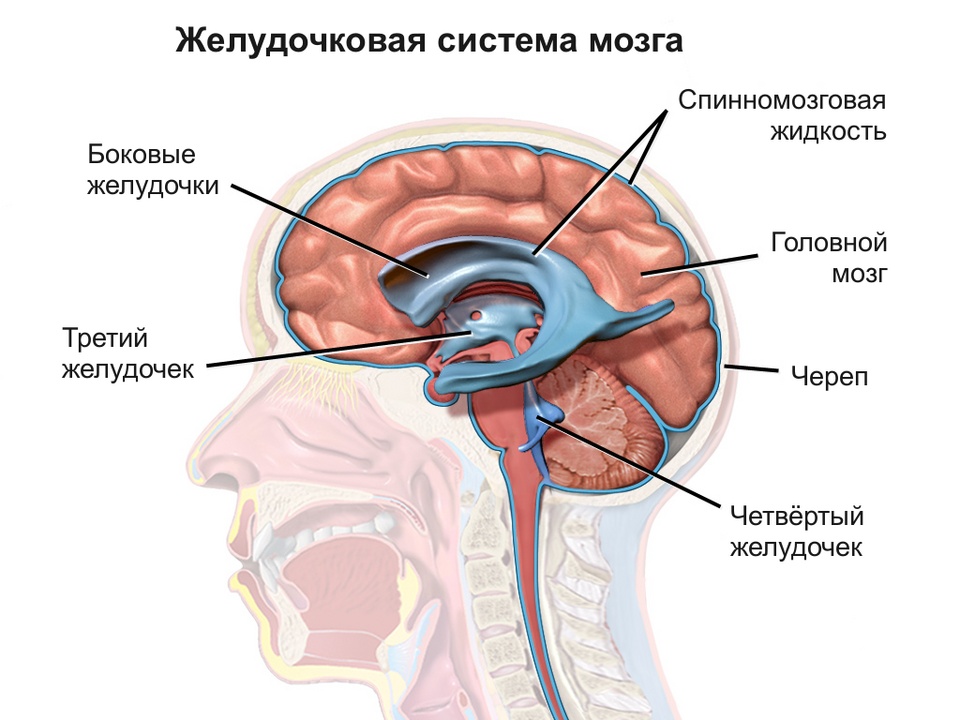 Желудочковая система мозга
Спинномозговая
жидкость
Боковые
желудочки
Головной
мозг
Третий
желудочек
Череп
Четвёртый
желудочек